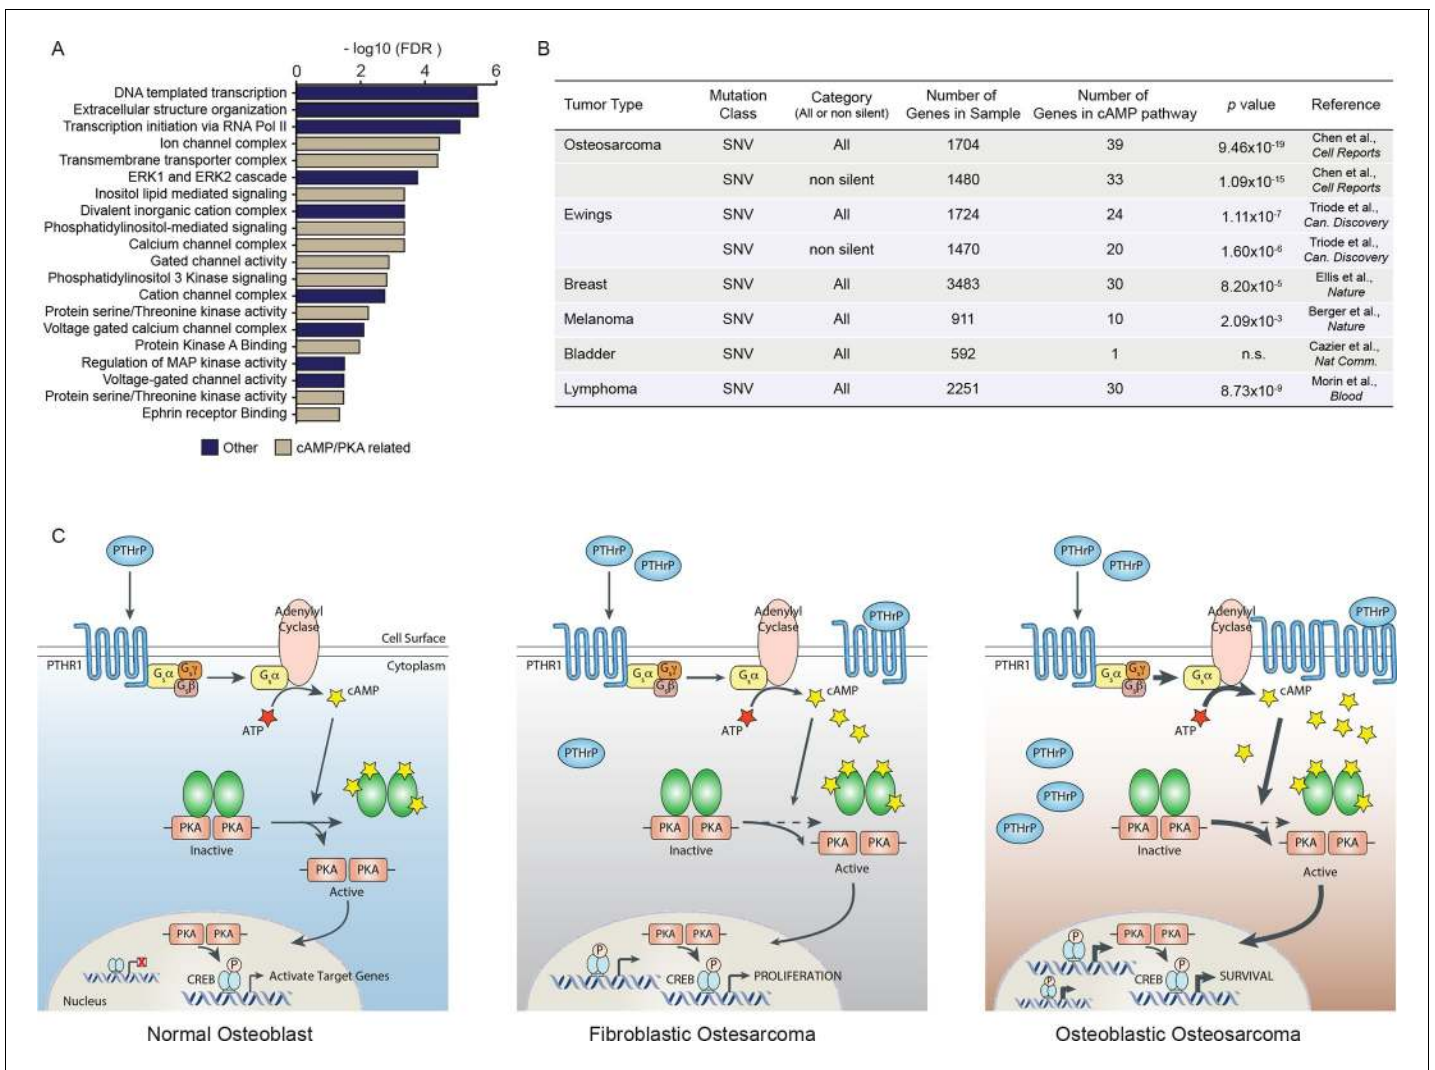 A
- log10 (FDR )
0 2 4 6
DNA templated transcription
Extracellular structure organization
Transcription initiation via RNA Pol II
Ion channel complex
Transmembrane transporter complex
ERK1 and ERK2 cascade
Inositol lipid mediated signaling
Divalent inorganic cation complex
Phosphatidylinositol-mediated signaling
Calcium channel complex
Gated channel activity
Phosphatidylinositol 3 Kinase signaling
Cation channel complex
Protein serine/Threonine kinase activity
Voltage gated calcium channel complex
Protein Kinase A Binding
Regulation of MAP kinase activity
Voltage-gated channel activity
Protein serine/Threonine kinase activity
Ephrin receptor Binding
Other cAMP/PKA related
B
Tumor Type Mutation Class Category (All or non silent) Number of Genes in Sample Number of Genes in cAMP pathway p value Reference
Osteosarcoma SNV All 1704 39 9.46x10-19 Chen et al., Cell Reports
SNV non silent 1480 33 1.09x10-15 Chen et al., Cell Reports
Ewings SNV All 1724 24 1.11x10-7 Triode et al., Can. Discovery
SNV non silent 1470 20 1.60x10-6 Triode et al., Can. Discovery
Breast SNV All 3483 30 8.20x10-5 Ellis et al., Nature
Melanoma SNV All 911 10 2.09x10-3 Berger et al., Nature
Bladder SNV All 592 1 n.s. Cazier et al., Nat Comm.
Lymphoma SNV All 2251 30 8.73x10-9 Morin et al., Blood
C
PTHrP
Adenylyl
Cyclase
Cell Surface
PTHR1
Cytoplasm
Gsα
Gsγ
Gsβ
Gsα
cAMP
ATP
PKA PKA
Inactive
PKA PKA
Active
PKA PKA
X
P
CREB
Activate Target Genes
Nucleus
Normal Osteoblast
PTHrP
PTHrP
Adenylyl
Cyclase
PTHrP
PTHR1
Gsα
Gsγ
Gsβ
Gsα
cAMP
ATP
PTHrP
PKA PKA
Inactive
PKA PKA
Active
PKA PKA
P
P
CREB
PROLIFERATION
Fibroblastic Ostesarcoma
PTHrP
PTHrP
Adenylyl
Cyclase
PTHrP
PTHR1
Gsα
Gsγ
Gsβ
Gsα
cAMP
ATP
PTHrP
PTHrP
PTHrP
PKA PKA
Inactive
PKA PKA
Active
PKA PKA
P
P
CREB
SURVIVAL
P
Osteoblastic Osteosarcoma